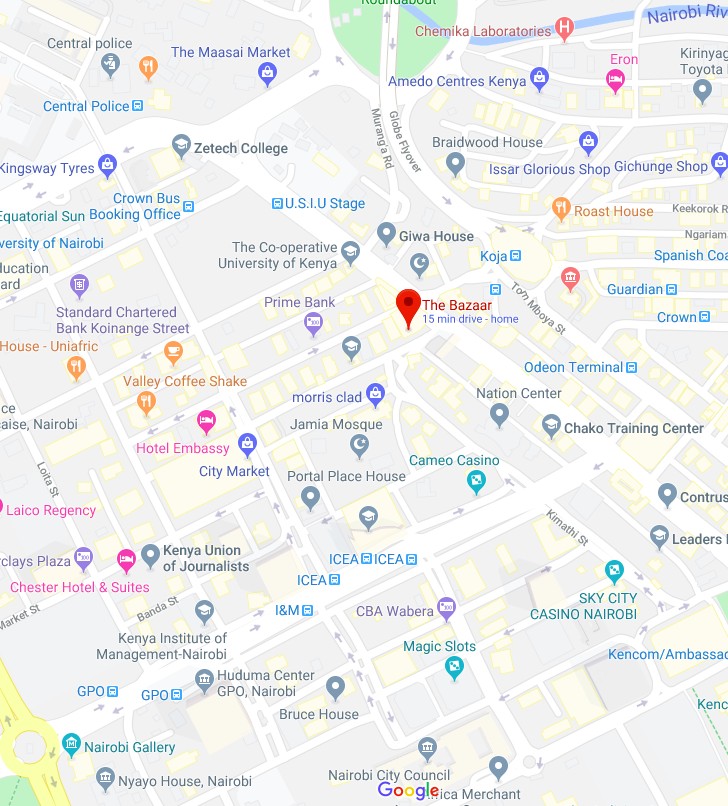 Roundabout
Nairobi Riv
Chemika Laboratories
Central police
The Maasai Market
Eron
Kirinyag
Toyota
Amedo Centres Kenya
Central Police
Murang'a Rd
Globe Flyover
Braidwood House
Zetech College
Issar Glorious Shop
Gichunge Shop
Kingsway Tyres
Crown Bus
Booking Office
U.S.I.U Stage
Roast House
Keekorok R
Equatorial Sun
Giwa House
Ngariam
versity of Nairobi
The Co-operative
University of Kenya
Koja
Spanish Coa
ducation
ard
Tom Mboya St
Guardian
Standard Chartered
Bank Koinange Street
Prime Bank
The Bazaar
15 min drive - home
Crown
House - Uniafric
Odeon Terminal
Valley Coffee Shake
morris clad
Nation Center
ce
caise, Nairobi
Jamia Mosque
Chako Training Center
Hotel Embassy
City Market
Cameo Casino
Loita St
Portal Place House
Contrus
Laico Regency
Kimathi St
Leaders
Kenya Union
of Journalists
rclays Plaza
ICEA
ICEA
Chester Hotel & Suites
ICEA
SKY CITY
CASINO NAIROBI
Market St
Banda St
I&M
CBA Wabera
Kenya Institute of
Management-Nairobi
Magic Slots
Kencom/Ambassad
Huduma Center
GPO, Nairobi
GPO
GPO
Bruce House
Kenc
Nairobi Gallery
Nyayo House, Nairobi
Nairobi City Council
Google
rica Merchant